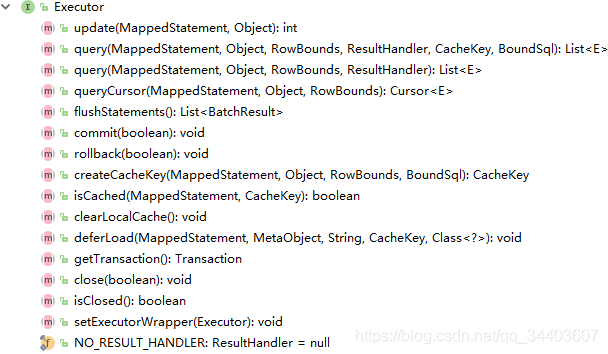 Executor
update(MappedStatement, Object): int
query(MappedStatement, Object, RowBounds, ResultHandler, CacheKey, BoundSql): List<E>
query(MappedStatement, Object, RowBounds, ResultHandler): List<E>
queryCursor(MappedStatement, Object, RowBounds): Cursor<E>
flushStatements(): List<BatchResult>
commit(boolean): void
rollback(boolean): void
createCacheKey(MappedStatement, Object, RowBounds, BoundSql): CacheKey
isCached(MappedStatement, CacheKey): boolean
clearLocalCache(): void
deferLoad(MappedStatement, MetaObject, String, CacheKey, Class<?>): void
getTransaction(): Transaction
close(boolean): void
isClosed(): boolean
setExecutorWrapper(Executor): void
NO_RESULT_HANDLER: ResultHandler = null
https://blog.csdn.net/qq_34403607